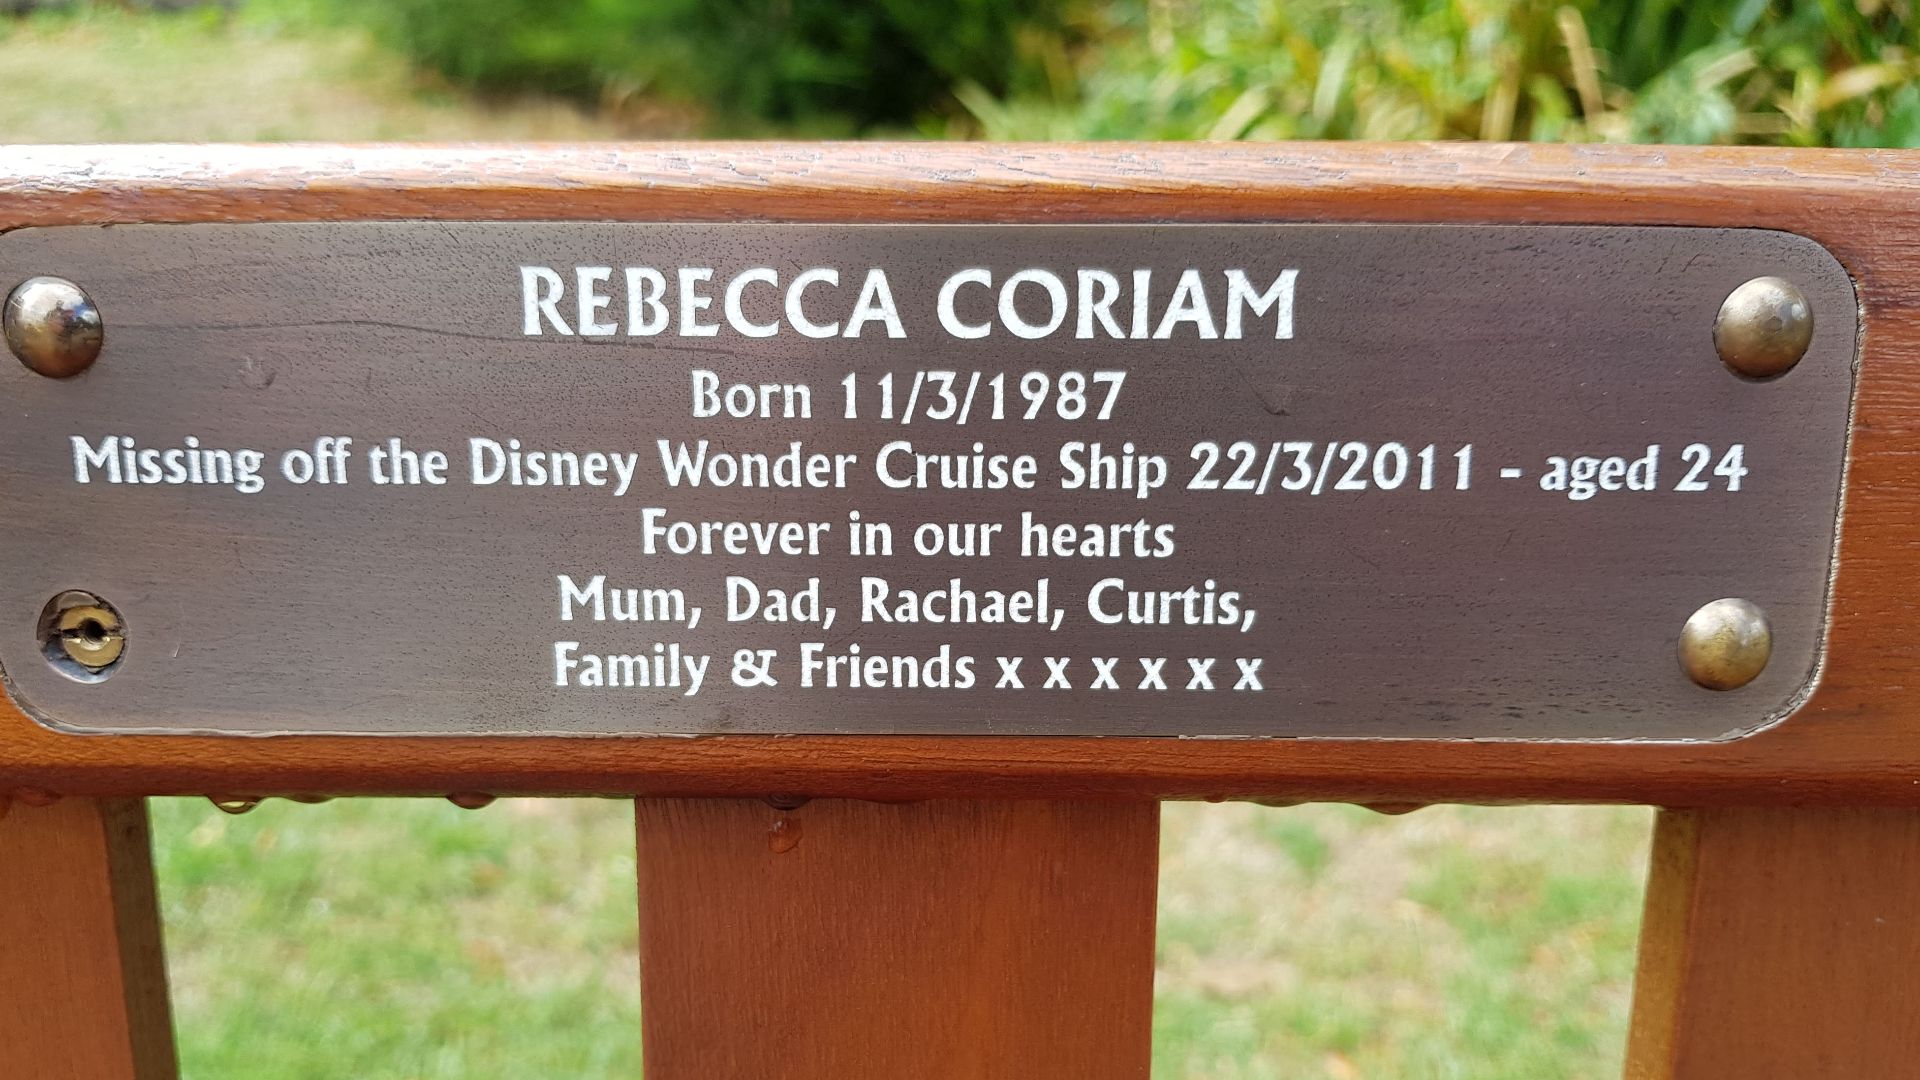 REBECCA CORIAM
Born 11/3/1987
Missing off the Disney Wonder Cruise Ship 22/3/2011 - aged 24
Forever in our hearts
Mum, Dad, Rachael, Curtis,
Family & Friends x x x x x x